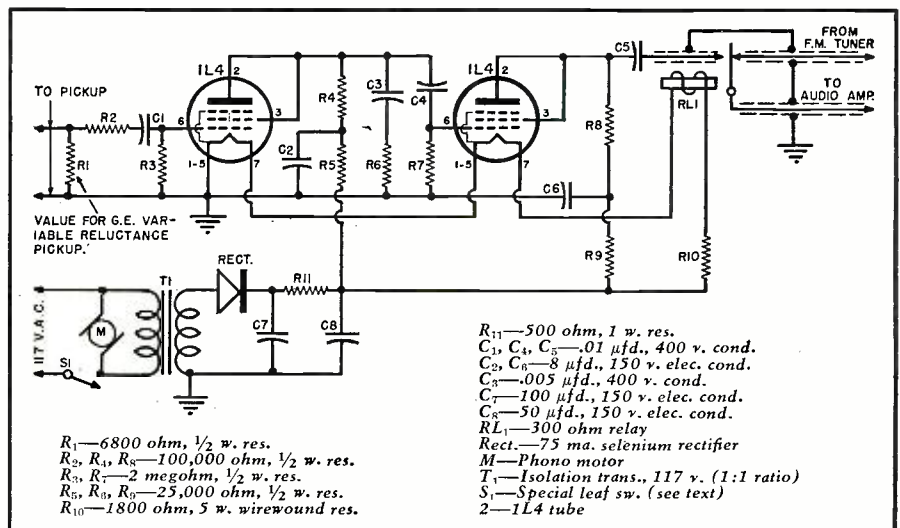 FROM
F.M. TUNER
TO
AUDIO AMP.
TO PICKUP
1L4
2
3
6
1-5
7
R2
C1
R1
R3
R4
C2
R5
C3
R6
C4
R7
1L4
2
3
6
1-5
7
C5
R8
C6
R9
RL1
R10
VALUE FOR G.E. VAR-
IABLE RELUCTANCE
PICKUP.
RECT.
T1
R11
C7
C8
117 V.A.C.
M
S1
R₁—6800 ohm, ½ w. res.
R₂, R₄, R₈—100,000 ohm, ½ w. res.
R₃, R₇—2 megohm, ½ w. res.
R₅, R₆, R₉—25,000 ohm, ½ w. res.
R₁₀—1800 ohm, 5 w. wirewound res.
R₁₁—500 ohm, 1 w. res.
C₁, C₄, C₅—.01 μfd., 400 v. cond.
C₂, C₆—8 μfd., 150 v. elec. cond.
C₃—.005 μfd., 400 v. cond.
C₇—100 μfd., 150 v. elec. cond.
C₈—50 μfd., 150 v. elec. cond.
RL₁—300 ohm relay
Rect.—75 ma. selenium rectifier
M—Phono motor
T₁—Isolation trans., 117 v. (1:1 ratio)
S₁—Special leaf sw. (see text)
2—1L4 tube